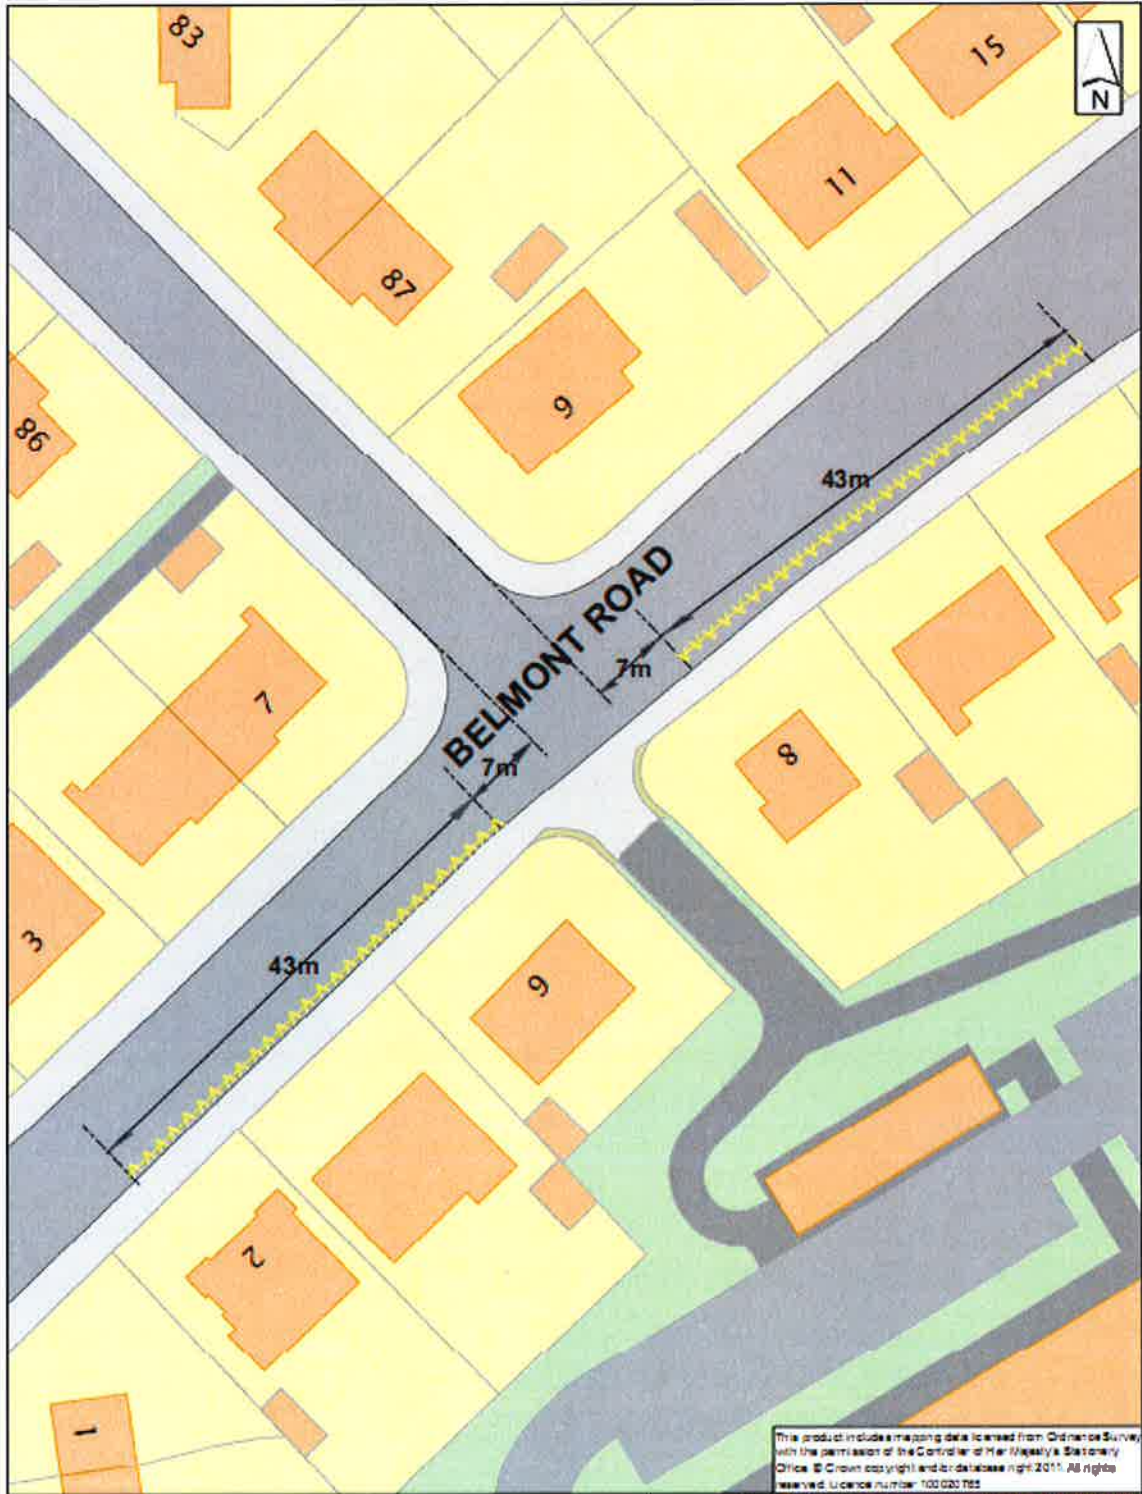 83
15
N
11
87
9
86
43m
BELMONT ROAD
7m
7
8
7m
3
43m
6
2
1
This product includes mapping data licensed from Ordnance Survey
with the permission of the Controller of Her Majesty's Stationery
Office. © Crown copyright and/or database right 2011. All rights
reserved. Licence number